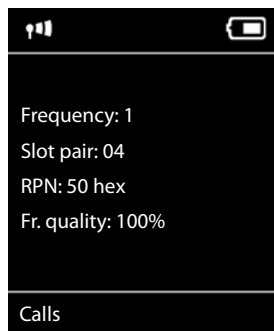 Frequency: 1
Slot pair: 04
RPN: 50 hex
Fr. quality: 100%
Calls